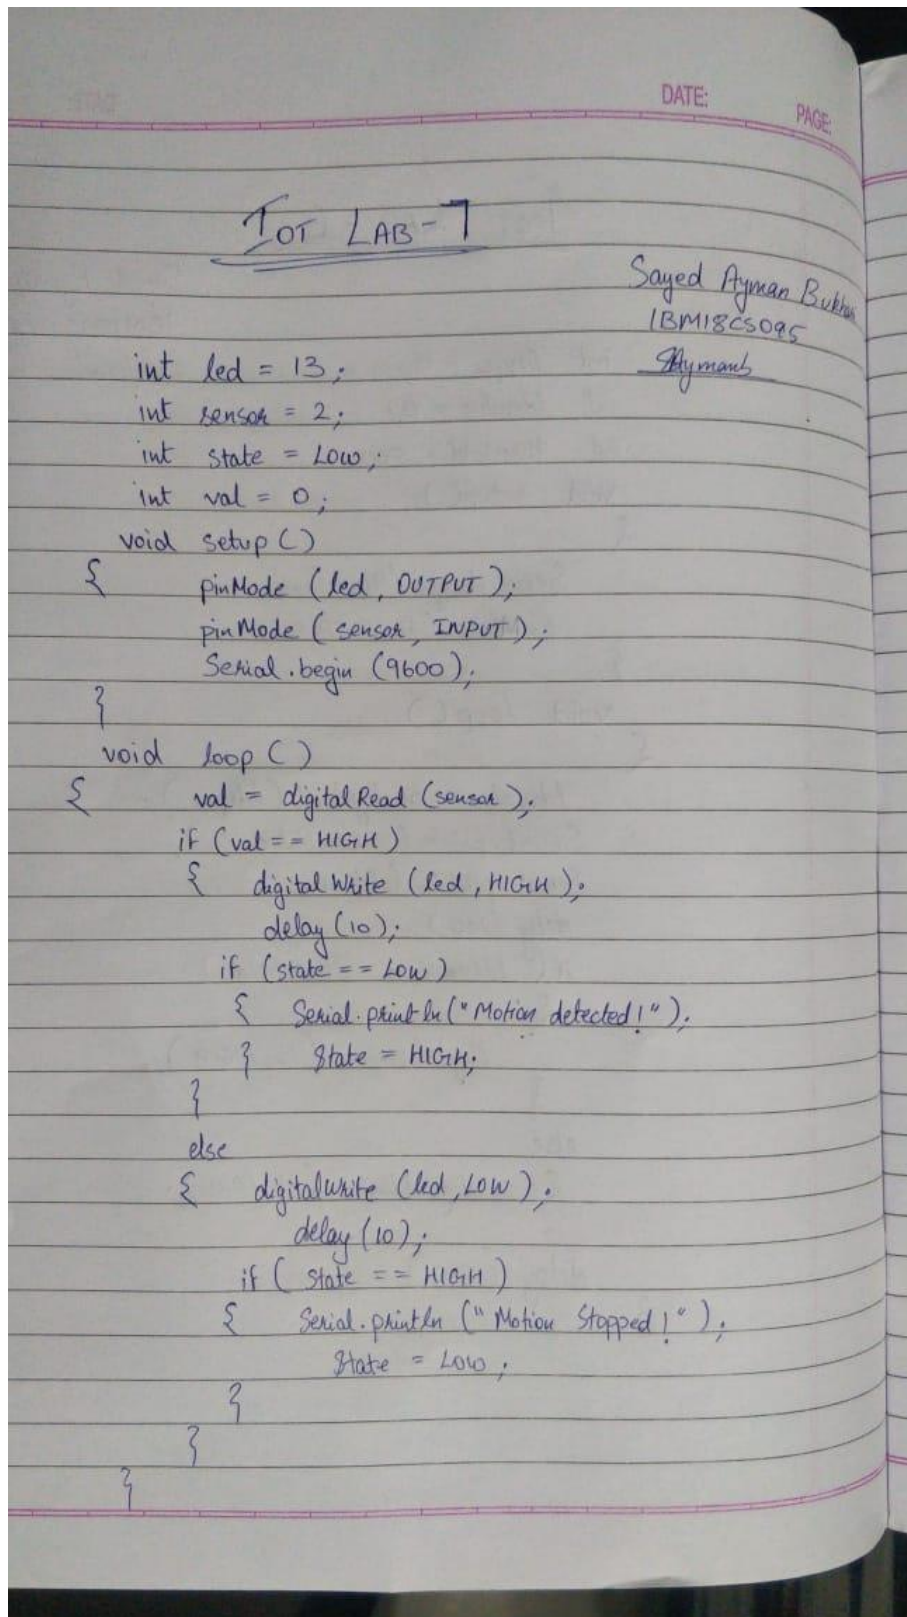 DATE:
PAGE:
IOT LAB-7
Sayed Ayman Bukhari
1BM18CS095
SAymanb
int led = 13;
int sensor = 2;
int state = LOW;
int val = 0;
void setup()
{ pinMode (led, OUTPUT);
pinMode (sensor, INPUT);
Serial.begin (9600);
}
void loop()
{ val = digitalRead (sensor);
if (val == HIGH)
{ digitalWrite (led, HIGH);
delay (10);
if (state == LOW)
{ Serial.println ("Motion detected!");
} state = HIGH;
}
else
{ digitalWrite (led, LOW);
delay (10);
if (state == HIGH)
{ Serial.println ("Motion Stopped!");
state = LOW;
}
}
}